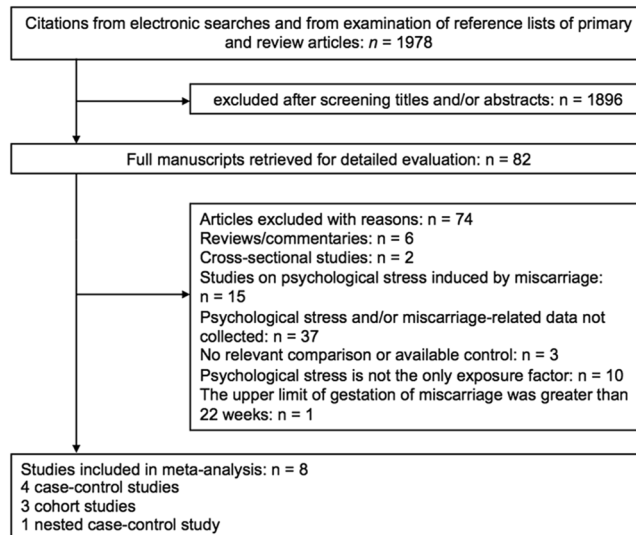 Citations from electronic searches and from examination of reference lists of primary
and review articles: n = 1978
excluded after screening titles and/or abstracts: n = 1896
Full manuscripts retrieved for detailed evaluation: n = 82
Articles excluded with reasons: n = 74
Reviews/commentaries: n = 6
Cross-sectional studies: n = 2
Studies on psychological stress induced by miscarriage:
n = 15
Psychological stress and/or miscarriage-related data not
collected: n = 37
No relevant comparison or available control: n = 3
Psychological stress is not the only exposure factor: n = 10
The upper limit of gestation of miscarriage was greater than
22 weeks: n = 1
Studies included in meta-analysis: n = 8
4 case-control studies
3 cohort studies
1 nested case-control study